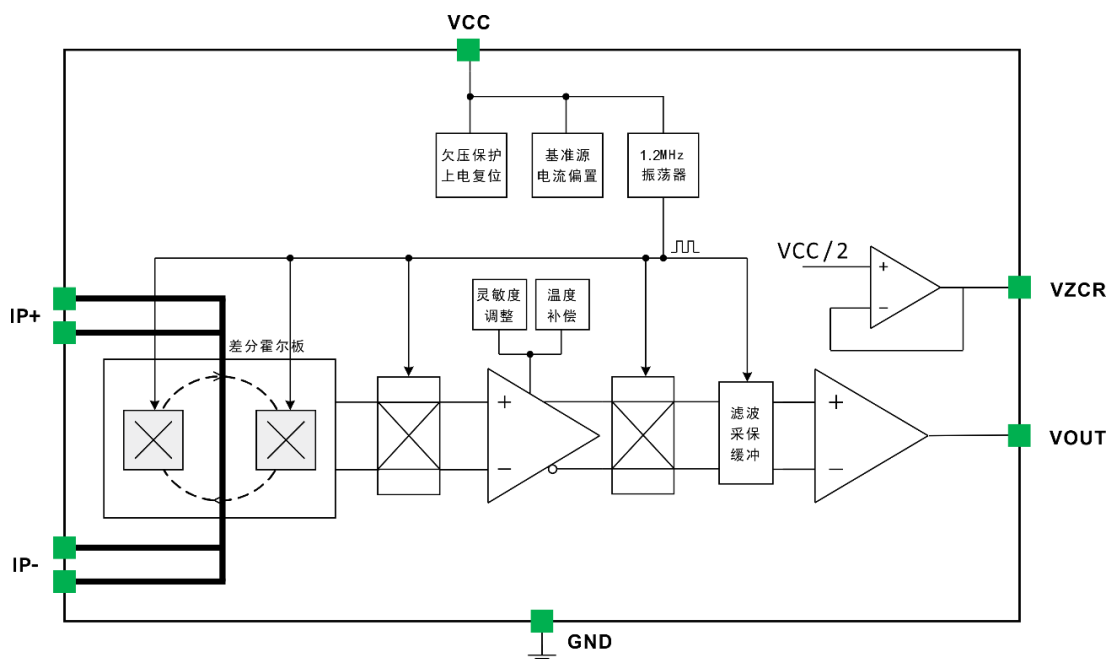 VCC
欠压保护
上电复位
基准源
电流偏置
1.2MHz
振荡器
VCC/2
+
−
VZCR
灵敏度
调整
温度
补偿
IP+
差分霍尔板
+
−
滤波
采保
缓冲
+
−
VOUT
IP-
GND